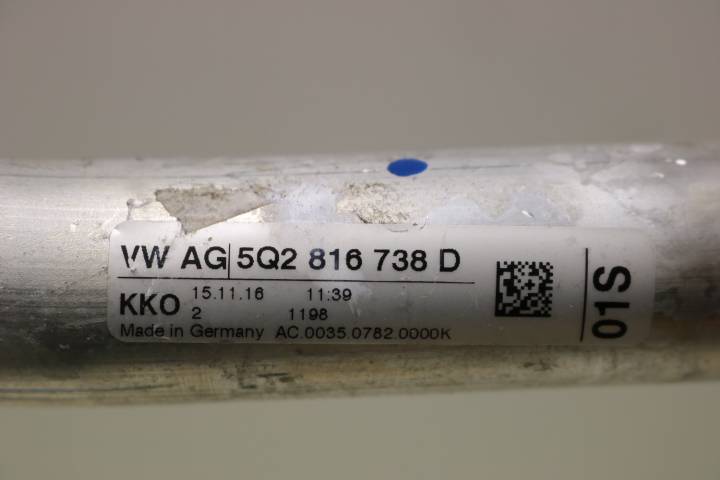 VW AG 5Q2 816 738 D
KKO 15.11.16 11:39
2 1198
Made in Germany AC.0035.0782.0000K
01S